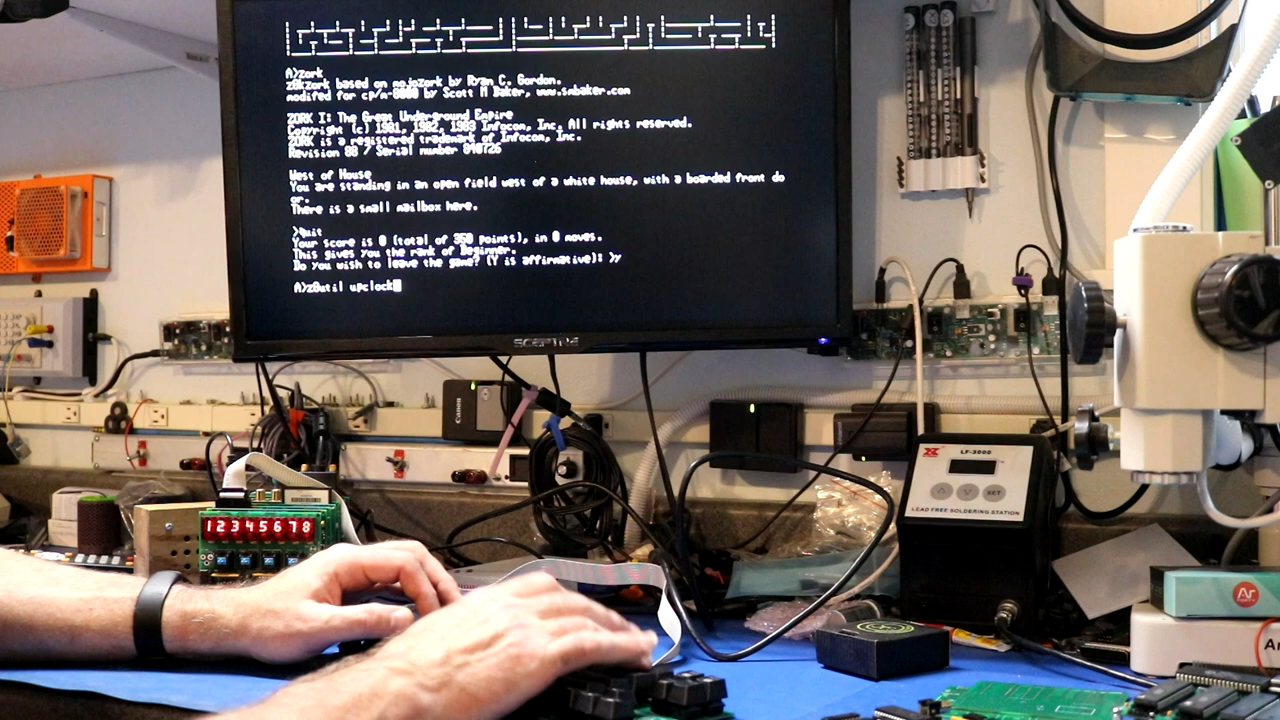 A>zork
z8kzork based on mojozork by Ryan C. Gordon.
modifed for cp/m-8000 by Scott M Baker, www.smbaker.com
ZORK I: The Great Underground Empire
Copyright (c) 1981, 1982, 1983 Infocom, Inc. All rights reserved.
ZORK is a registered trademark of Infocom, Inc.
Revision 88 / Serial number 840726
West of House
You are standing in an open field west of a white house, with a boarded front do
or.
There is a small mailbox here.
>quit
Your score is 0 (total of 350 points), in 0 moves.
This gives you the rank of Beginner.
Do you wish to leave the game? (Y is affirmative): >y
A>z8util upclock
SCEPTRE
Canon
LF-2000
SET
LEAD FREE SOLDERING STATION
12345678
Ar